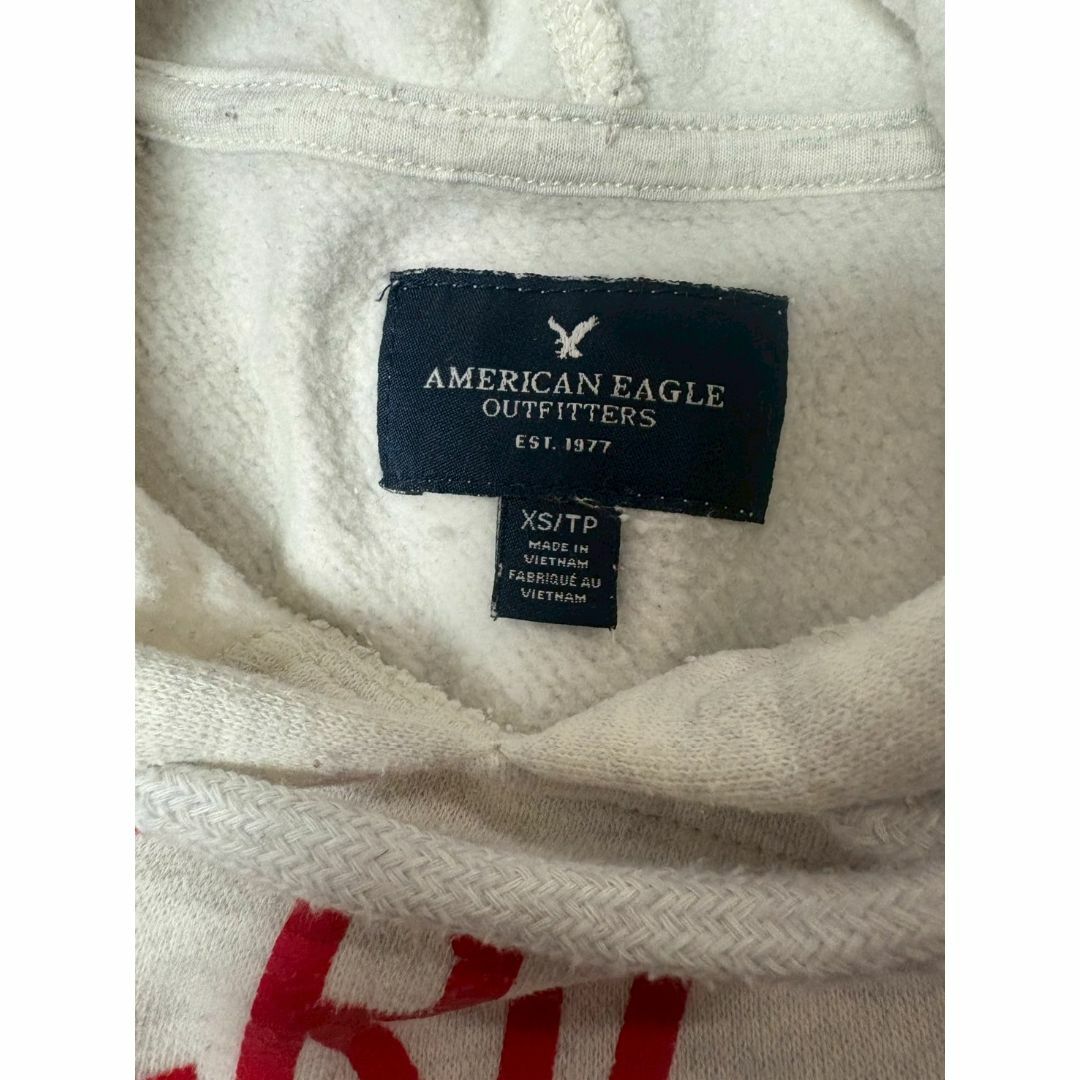 AMERICAN EAGLE
OUTFITTERS
EST. 1977
XS/TP
MADE IN
VIETNAM
FABRIQUÉ AU
VIETNAM